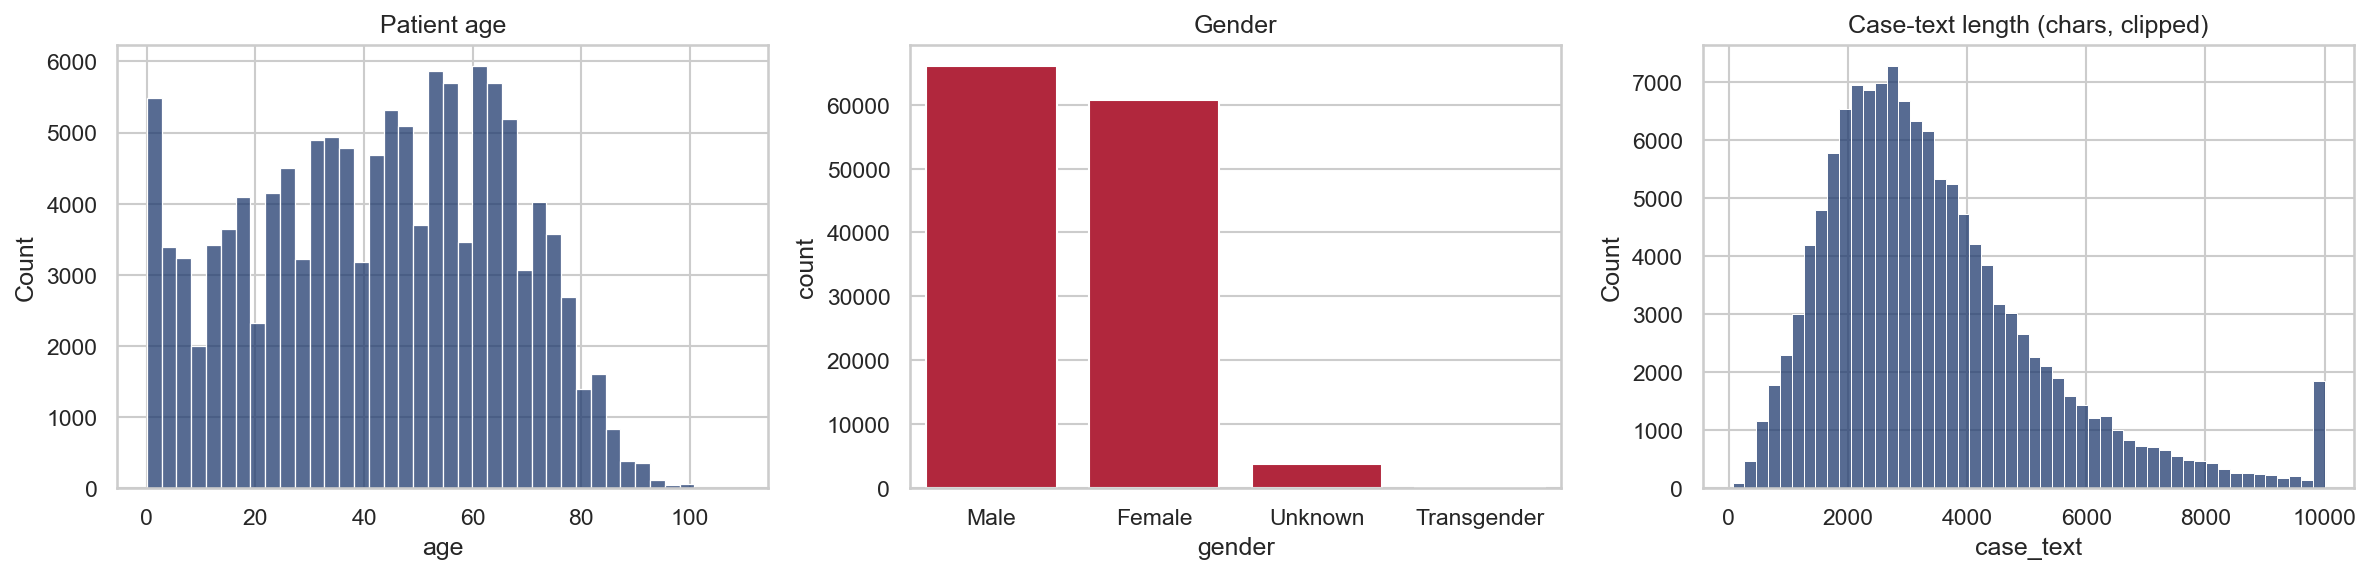 Patient age
6000
5000
4000
3000
2000
1000
0
Count
0 20 40 60 80 100
age
Gender
60000
50000
40000
30000
20000
10000
0
count
Male Female Unknown Transgender
gender
Case-text length (chars, clipped)
7000
6000
5000
4000
3000
2000
1000
0
Count
0 2000 4000 6000 8000 10000
case_text